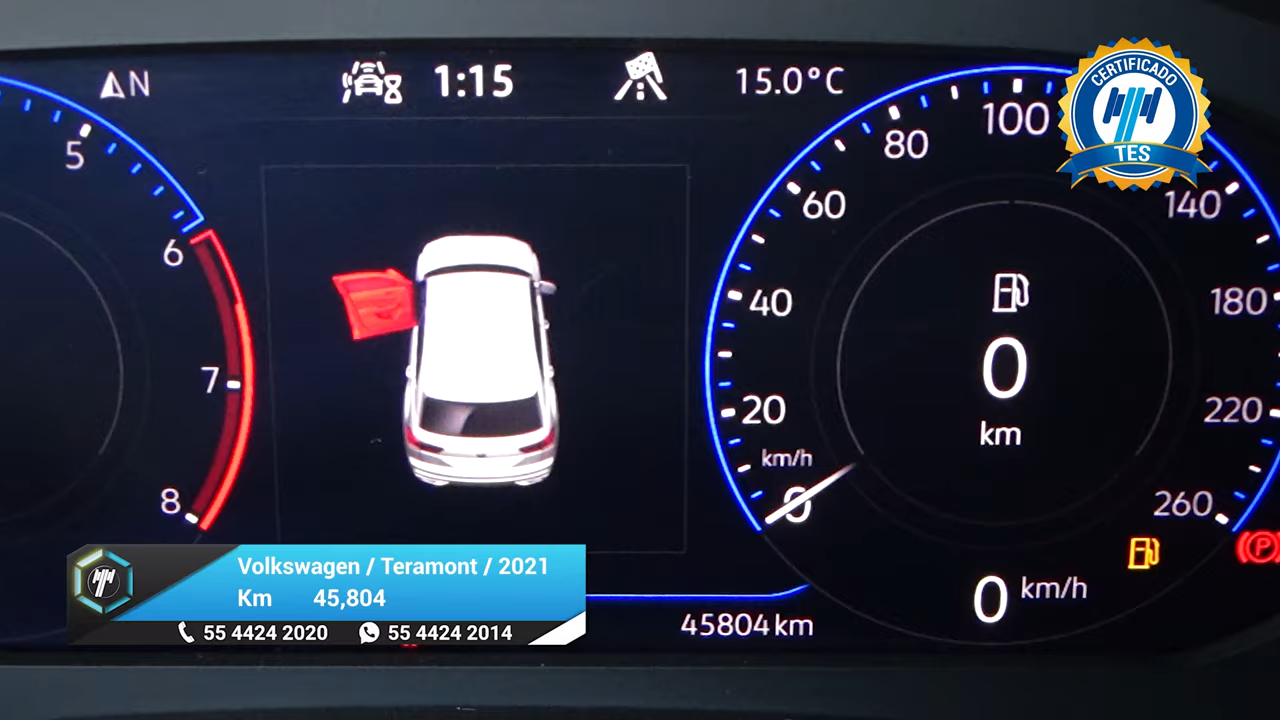 N
1:15
15.0°C
5
6
7
8
0
20
40
60
80
100
140
180
220
260
km/h
0
km
0 km/h
45804 km
P
CERTIFICADO
TES
Volkswagen / Teramont / 2021
Km 45,804
55 4424 2020 55 4424 2014